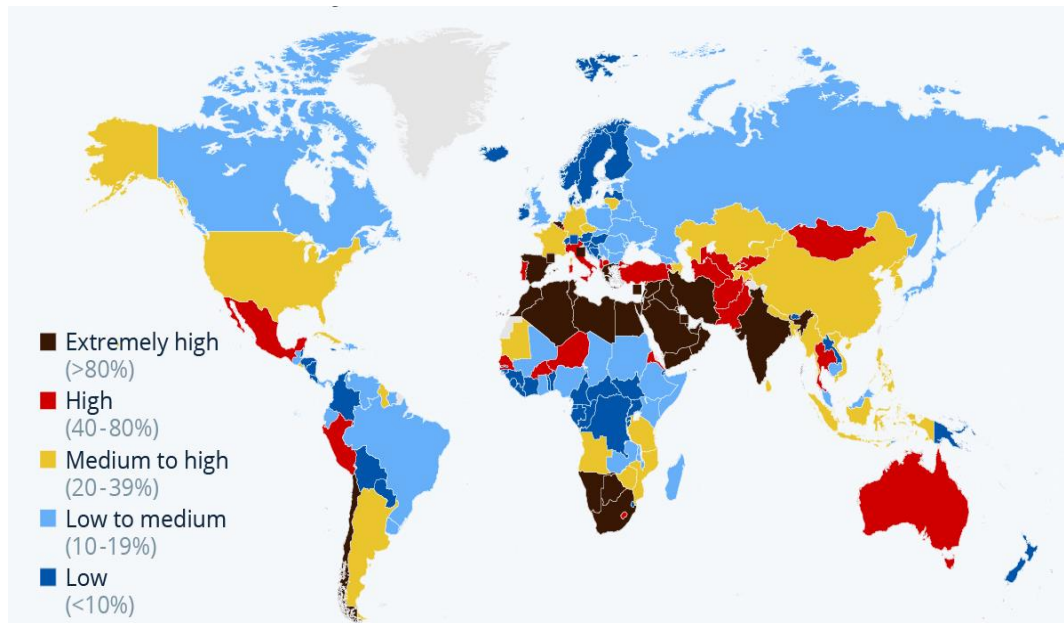 Extremely high
(>80%)
High
(40-80%)
Medium to high
(20-39%)
Low to medium
(10-19%)
Low
(<10%)